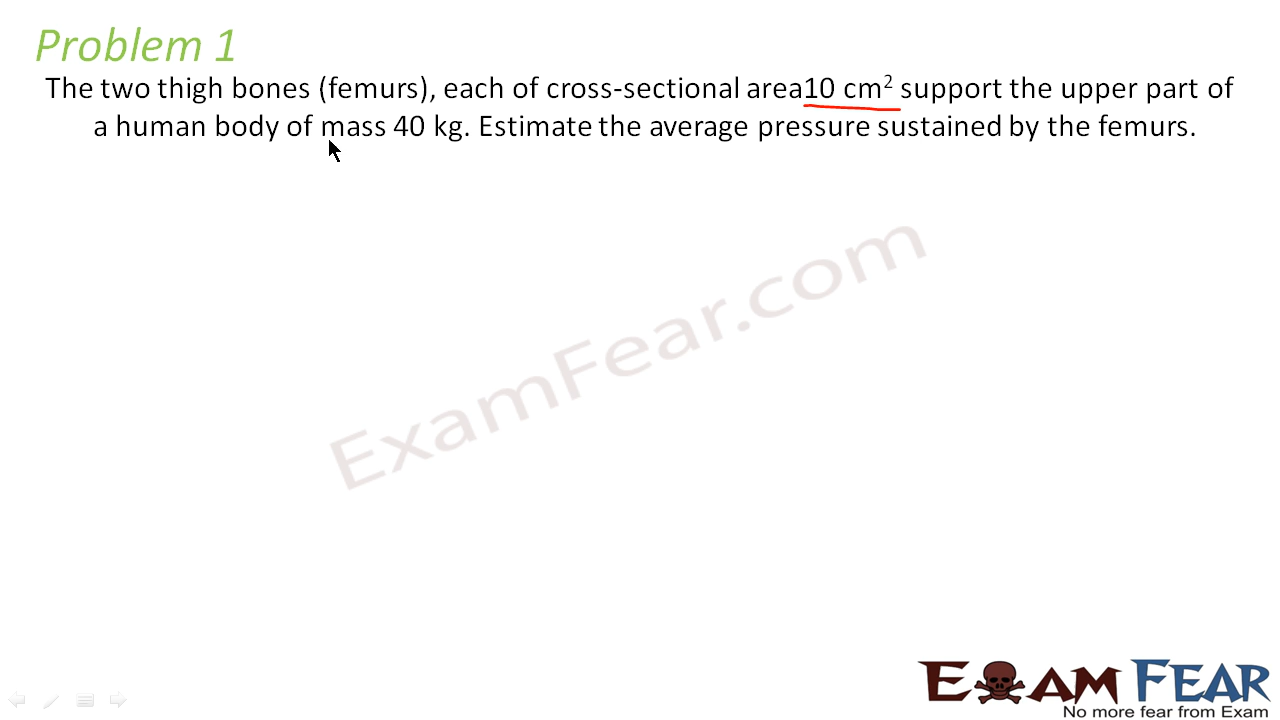 Problem 1
The two thigh bones (femurs), each of cross-sectional area10 cm² support the upper part of
a human body of mass 40 kg. Estimate the average pressure sustained by the femurs.
ExamFear.com
EXAM FEAR
No more fear from Exam